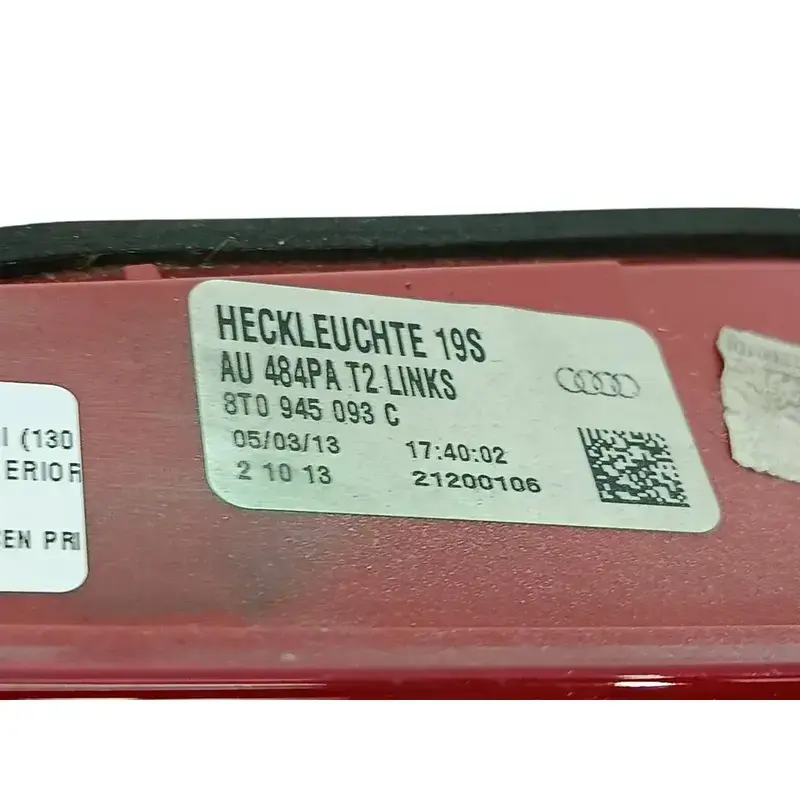 HECKLEUCHTE 19S
AU 484PA T2 LINKS
8T0 945 093 C
05/03/13 17:40:02
2 10 13 21200106
I (130
ERIOR
EN PRI